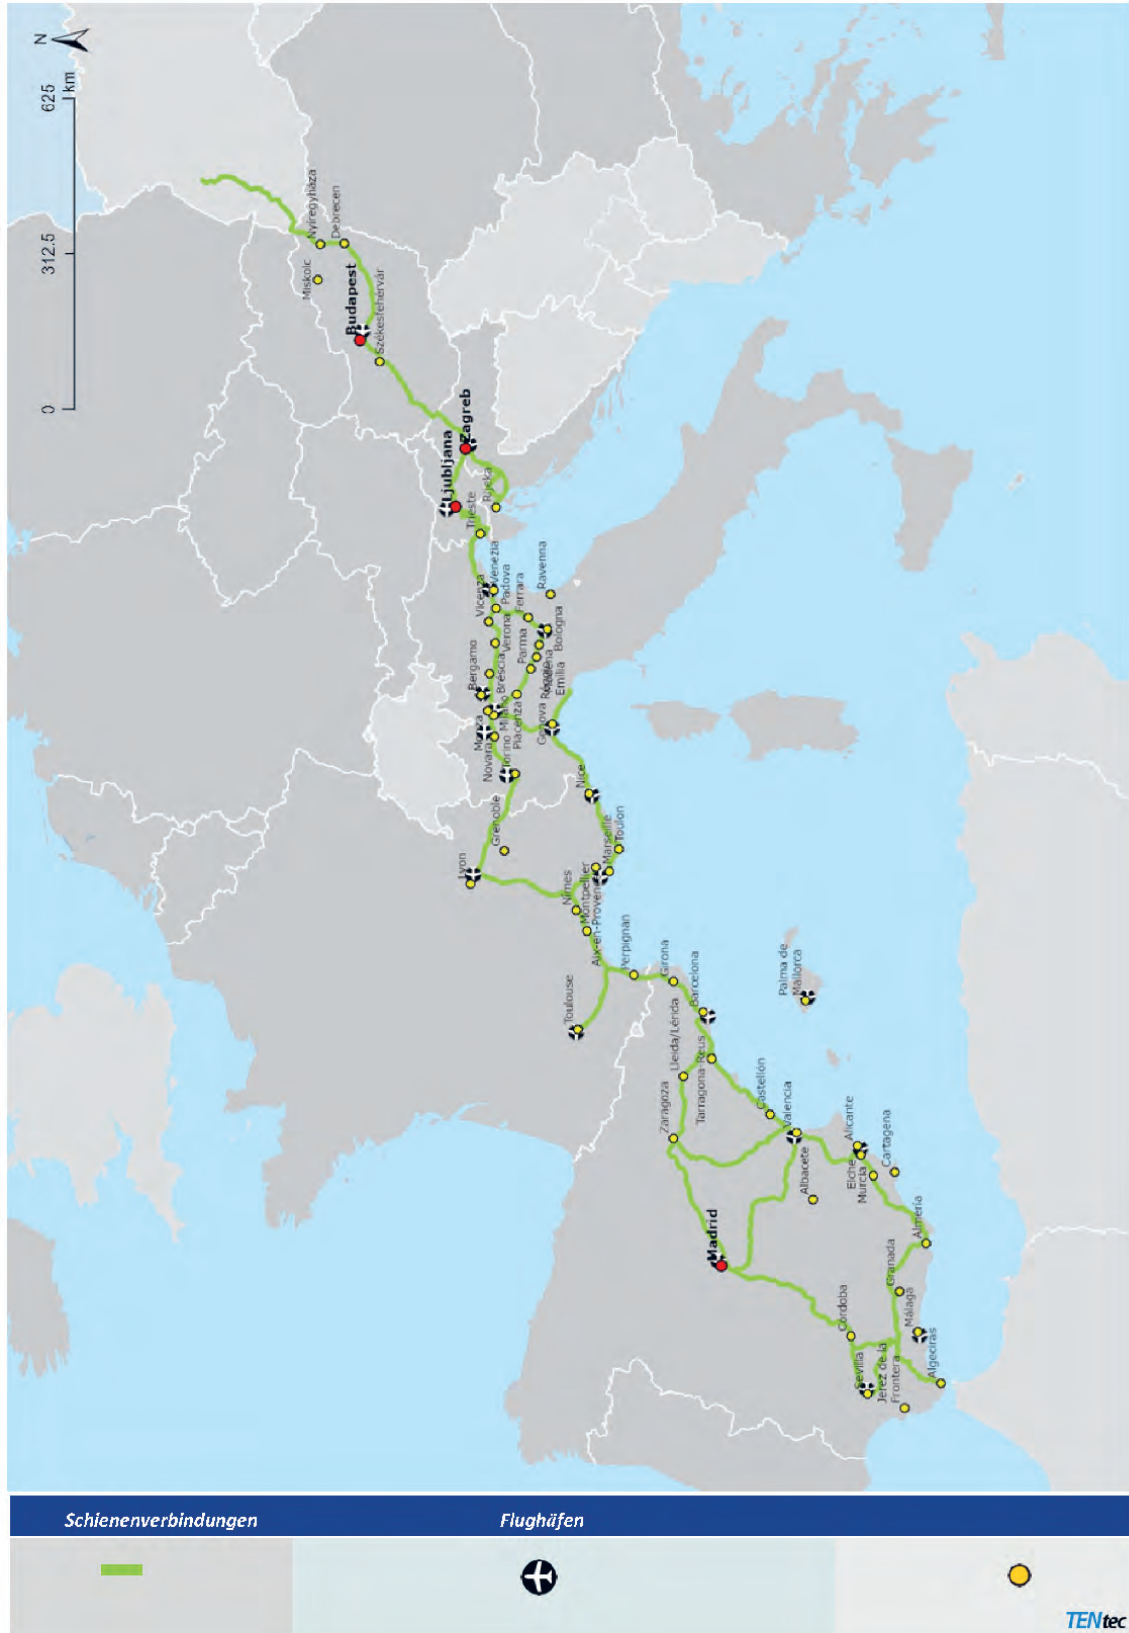 N
km
625
312.5
0
Nyíregyháza
Debrecen
Miskolc
Budapest
Székesfehérvár
Zagreb
Ljubljana
Rijeka
Trieste
Venezia
Vicenza
Padova
Ravenna
Ferrara
Verona
Bologna
Parma
Bergamo
Brescia
Modena
Reggio
Emilia
Milano
Monza
Piacenza
Novara
Torino
Genova
Nice
Grenoble
Lyon
Marseille
Toulon
Nîmes
Montpellier
Aix-en-Provence
Perpignan
Girona
Toulouse
Barcelona
Palma de
Mallorca
Lleida/Lérida
Tarragona-Reus
Zaragoza
Castellón
Valencia
Albacete
Alicante
Elche
Murcia
Cartagena
Madrid
Almería
Granada
Málaga
Córdoba
Sevilla
Jerez de la
Frontera
Algeciras
Schienenverbindungen
Flughäfen
TENtec